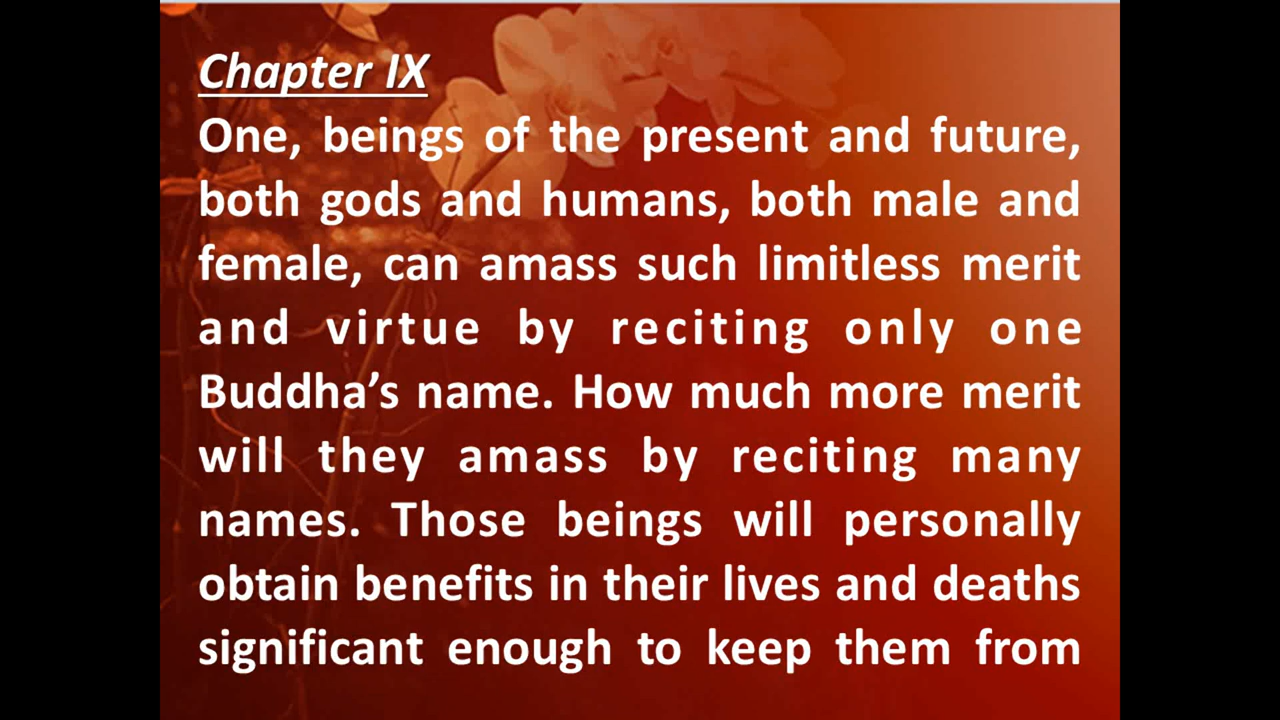 Chapter IX
One, beings of the present and future,
both gods and humans, both male and
female, can amass such limitless merit
and virtue by reciting only one
Buddha’s name. How much more merit
will they amass by reciting many
names. Those beings will personally
obtain benefits in their lives and deaths
significant enough to keep them from